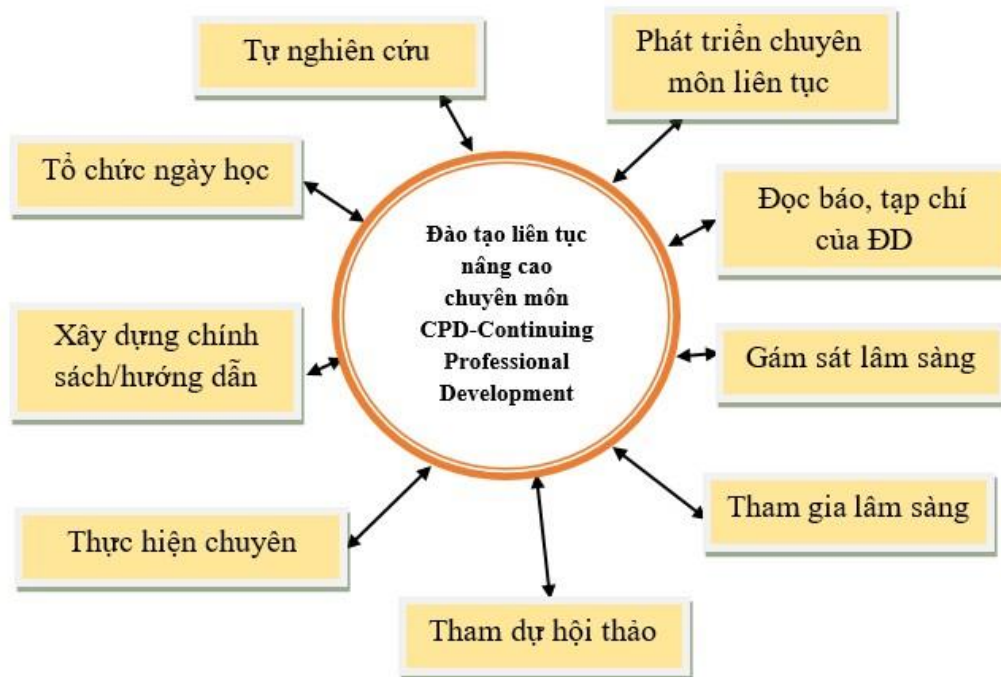 Tự nghiên cứu
Phát triển chuyên
môn liên tục
Tổ chức ngày học
Đọc báo, tạp chí
của ĐD
Đào tạo liên tục
nâng cao
chuyên môn
CPD-Continuing
Professional
Development
Xây dựng chính
sách/hướng dẫn
Gám sát lâm sàng
Thực hiện chuyên
Tham gia lâm sàng
Tham dự hội thảo